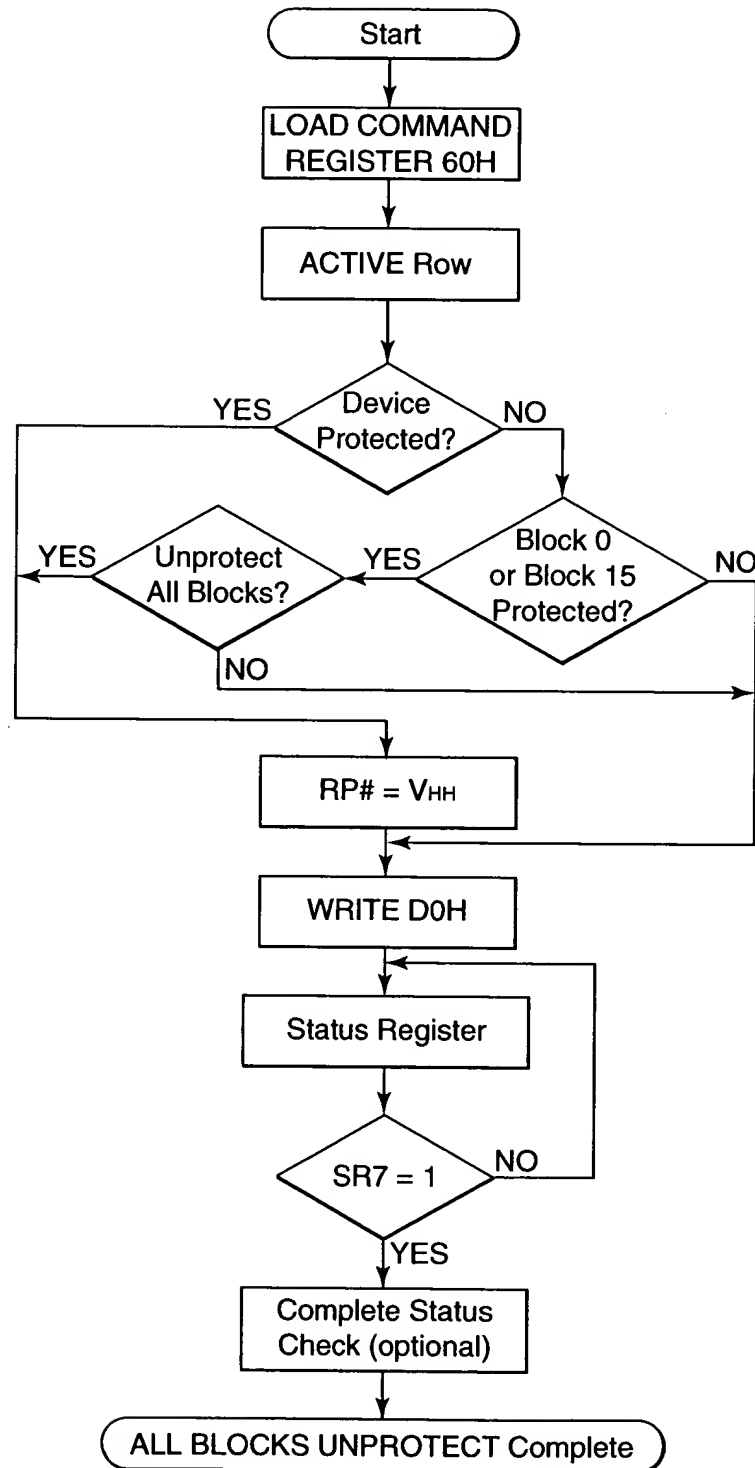 Start
LOAD COMMAND
REGISTER 60H
ACTIVE Row
YES
Device
Protected?
NO
YES
Unprotect
All Blocks?
YES
Block 0
or Block 15
Protected?
NO
NO
RP# = VHH
WRITE D0H
Status Register
SR7 = 1
NO
YES
Complete Status
Check (optional)
ALL BLOCKS UNPROTECT Complete